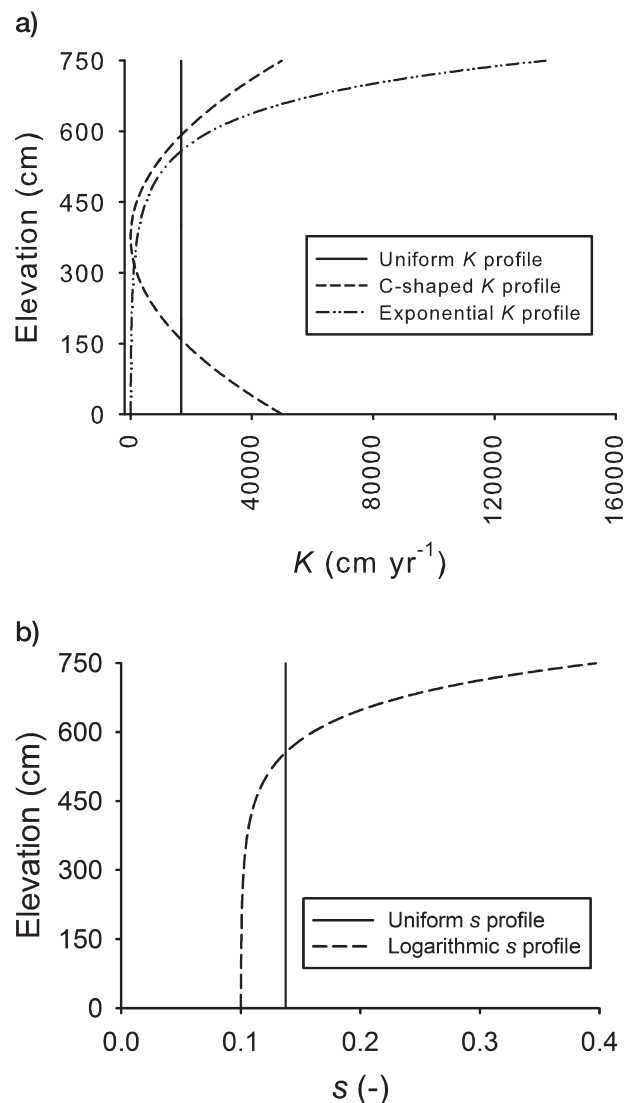 a)
750
600
450
300
150
0
Elevation (cm)
Uniform K profile
C-shaped K profile
Exponential K profile
0
40000
80000
120000
160000
K (cm yr-1)
b)
750
600
450
300
150
0
Elevation (cm)
Uniform s profile
Logarithmic s profile
0.0
0.1
0.2
0.3
0.4
s (-)